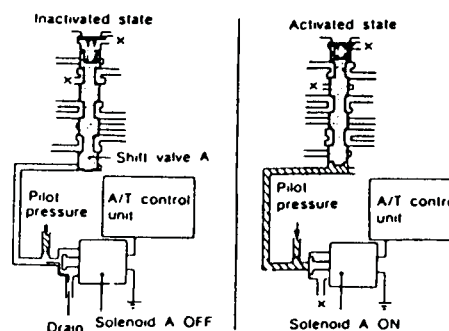 Inactivated state
Shift valve A
Pilot
pressure
A/T control
unit
Drain
Solenoid A OFF
Activated state
Pilot
pressure
A/T control
unit
Solenoid A ON